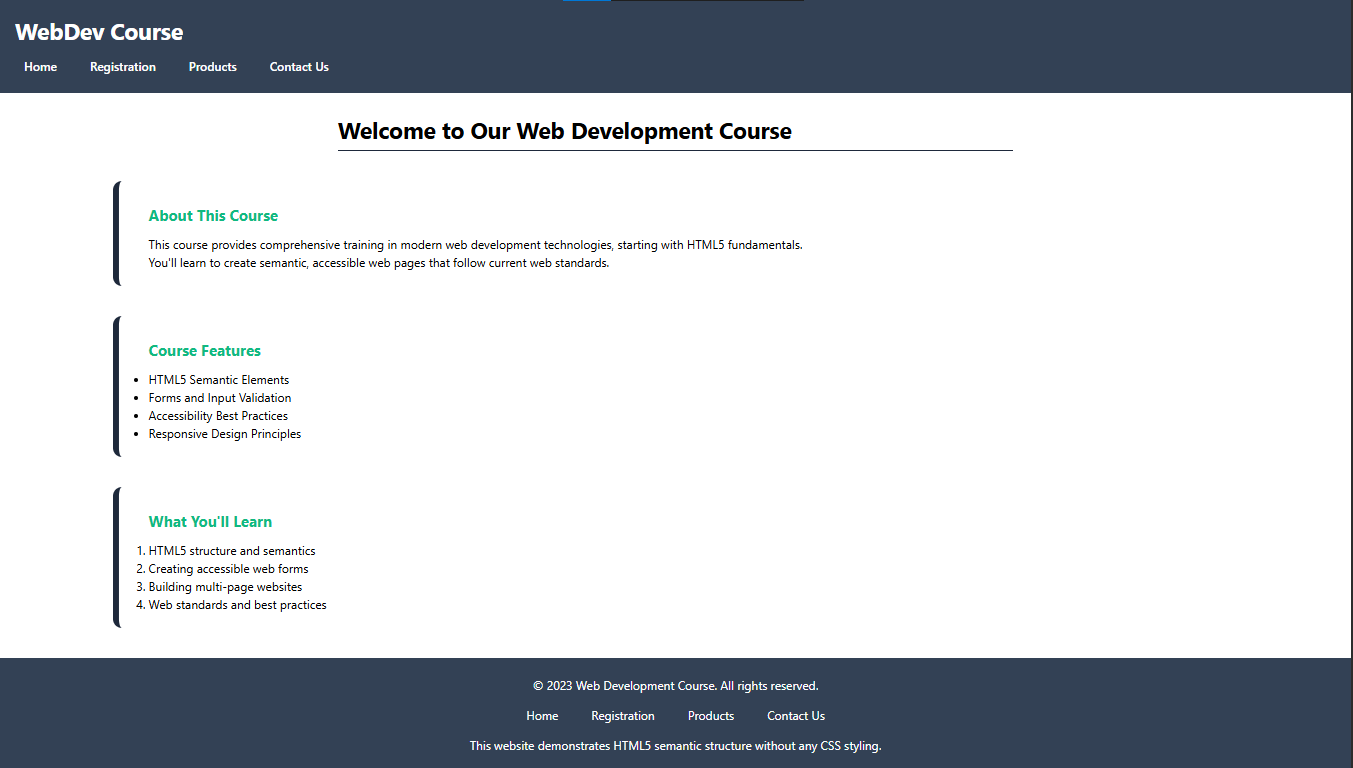 WebDev Course
Home Registration Products Contact Us
Welcome to Our Web Development Course
About This Course
This course provides comprehensive training in modern web development technologies, starting with HTML5 fundamentals.
You'll learn to create semantic, accessible web pages that follow current web standards.
Course Features
• HTML5 Semantic Elements
• Forms and Input Validation
• Accessibility Best Practices
• Responsive Design Principles
What You'll Learn
1. HTML5 structure and semantics
2. Creating accessible web forms
3. Building multi-page websites
4. Web standards and best practices
© 2023 Web Development Course. All rights reserved.
Home Registration Products Contact Us
This website demonstrates HTML5 semantic structure without any CSS styling.